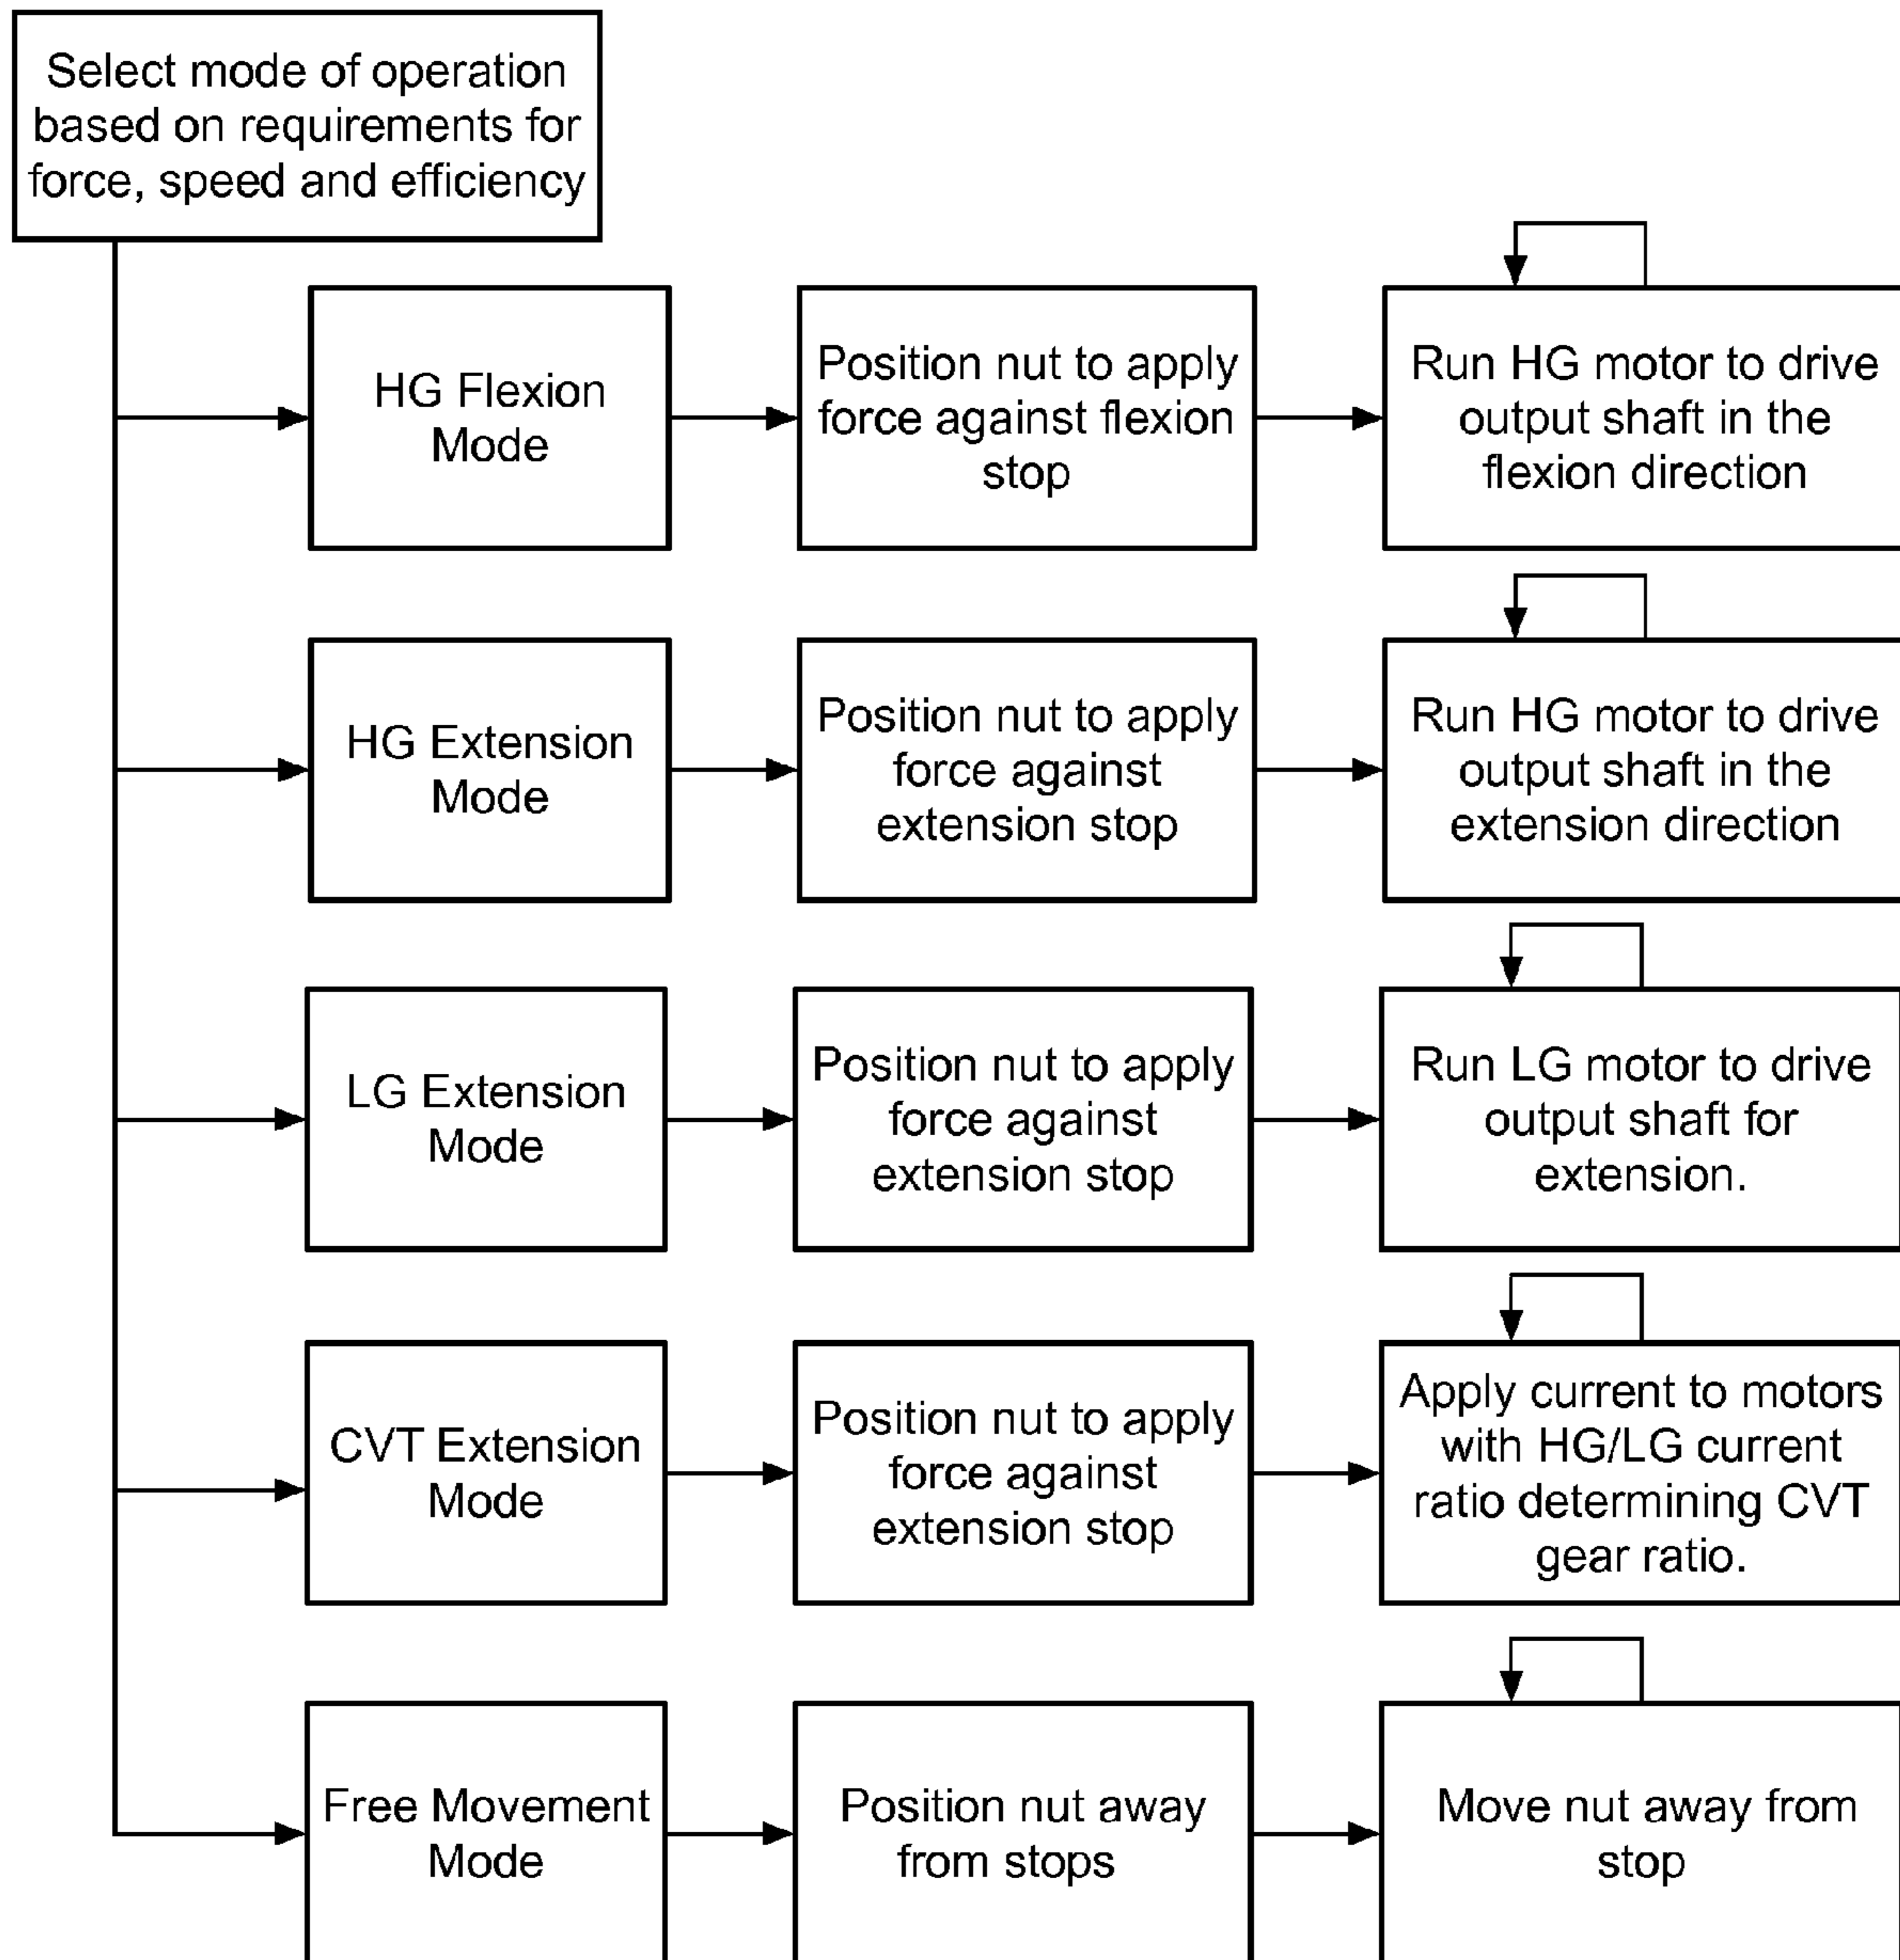 Select mode of operation
based on requirements for
force, speed and efficiency
HG Flexion
Mode
Position nut to apply
force against flexion
stop
Run HG motor to drive
output shaft in the
flexion direction
HG Extension
Mode
Position nut to apply
force against
extension stop
Run HG motor to drive
output shaft in the
extension direction
LG Extension
Mode
Position nut to apply
force against
extension stop
Run LG motor to drive
output shaft for
extension.
CVT Extension
Mode
Position nut to apply
force against
extension stop
Apply current to motors
with HG/LG current
ratio determining CVT
gear ratio.
Free Movement
Mode
Position nut away
from stops
Move nut away from
stop